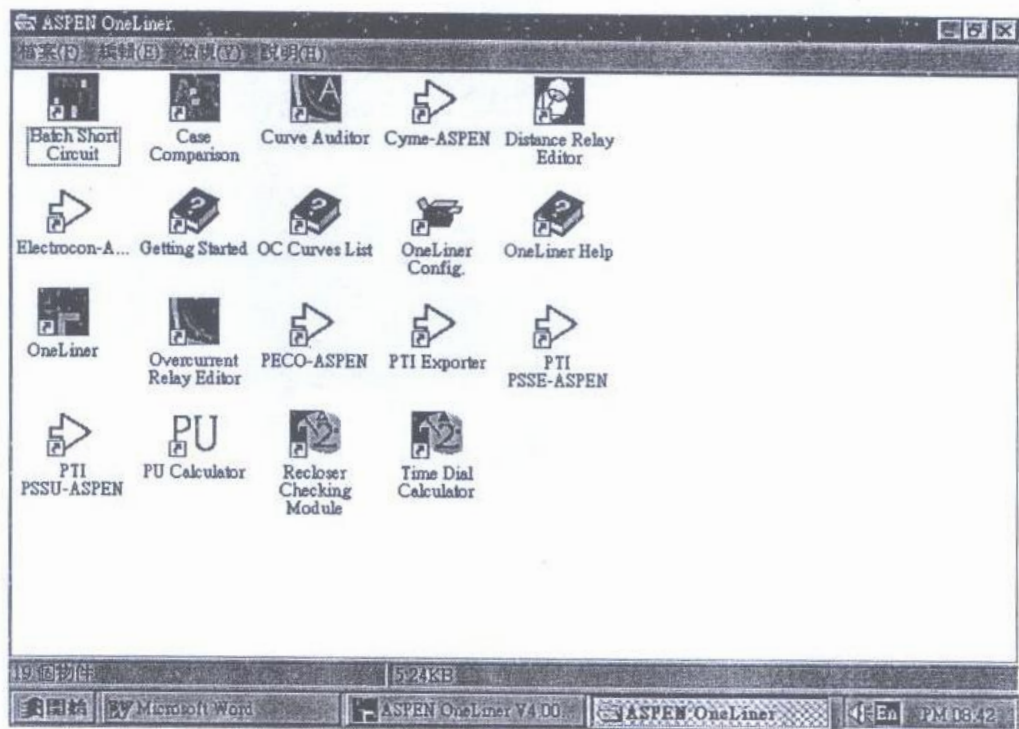 ASPEN OneLiner
檔案(F) 編輯(E) 檢視(V) 說明(H)
Batch Short
Circuit
Case
Comparison
Curve Auditor
Cyme-ASPEN
Distance Relay
Editor
Electrocon-A...
Getting Started
OC Curves List
OneLiner
Config.
OneLiner Help
OneLiner
Overcurrent
Relay Editor
PECO-ASPEN
PTI Exporter
PTI
PSSE-ASPEN
PTI
PSSU-ASPEN
PU
PU Calculator
Recloser
Checking
Module
Time Dial
Calculator
19 個物件
5.24KB
開始
Microsoft Word
ASPEN OneLiner V4.00
ASPEN OneLiner
En
PM 08:42